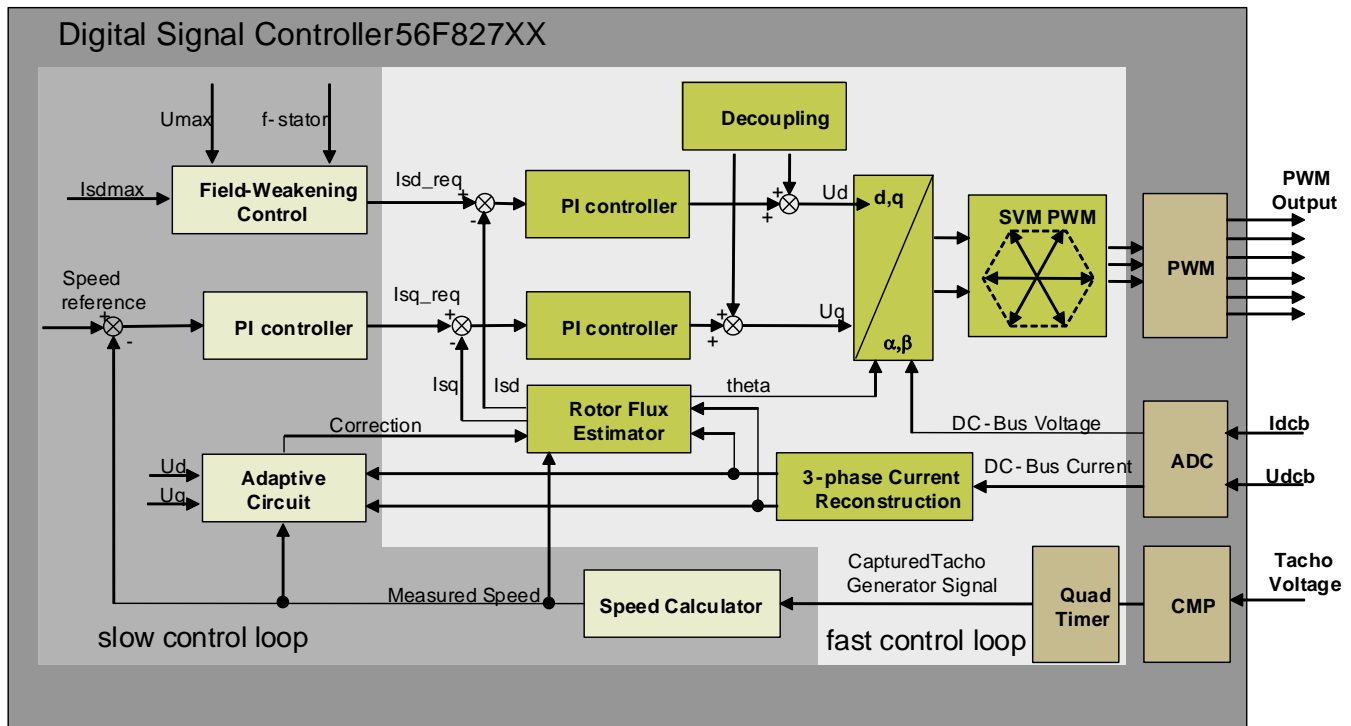 Digital Signal Controller56F827XX
Umax
f-stator
Isdmax
Field-Weakening
Control
Isd_req
+
-
PI controller
Decoupling
+
+
Ud
d,q
α,β
SVM PWM
PWM
PWM
Output
Speed
reference
+
-
PI controller
Isq_req
+
-
PI controller
+
+
Uq
Isq
Isd
Rotor Flux
Estimator
theta
Correction
DC-Bus Voltage
ADC
Idcb
Udcb
Ud
Uq
Adaptive
Circuit
3-phase Current
Reconstruction
DC-Bus Current
Measured Speed
Speed Calculator
CapturedTacho
Generator Signal
Quad
Timer
CMP
Tacho
Voltage
slow control loop
fast control loop